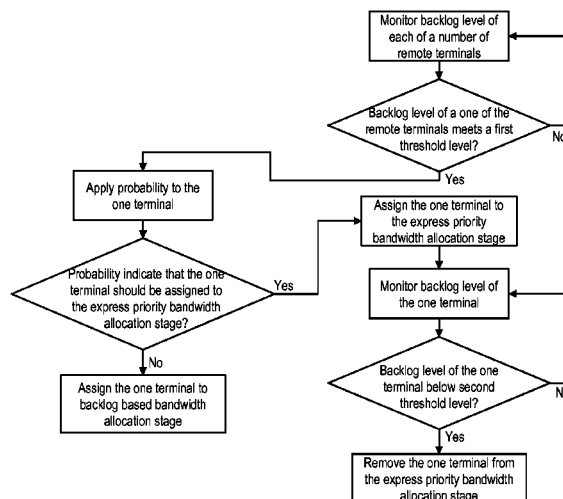 Monitor backlog level of
each of a number of
remote terminals
Backlog level of a one of the
remote terminals meets a first
threshold level?
No
Yes
Apply probability to the
one terminal
Probability indicate that the one
terminal should be assigned to
the express priority bandwidth
allocation stage?
Yes
No
Assign the one terminal to
backlog based bandwidth
allocation stage
Assign the one terminal to
the express priority
bandwidth allocation stage
Monitor backlog level of
the one terminal
Backlog level of the one
terminal below second
threshold level?
Yes
Remove the one terminal from
the express priority bandwidth
allocation stage